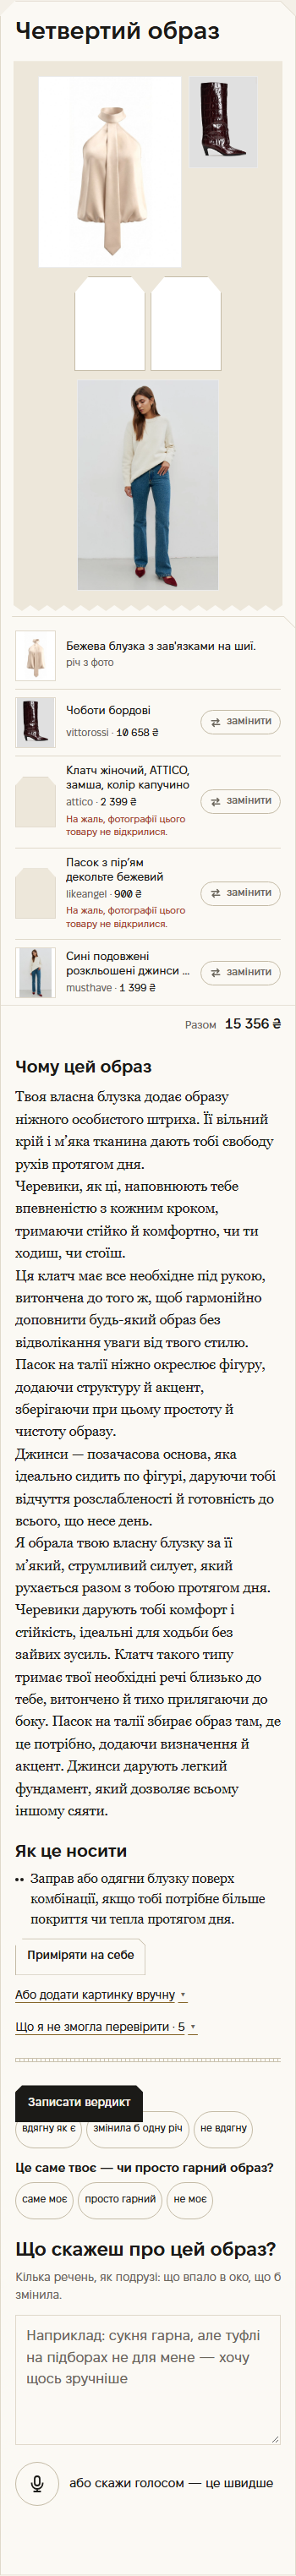 Четвертий образ
Бежева блузка з зав'язками на шиї.
річ з фото
Чоботи бордові
vittorossi · 10 658 ₴
замінити
Клатч жіночий, ATTICO,
замша, колір капучино
attico · 2 399 ₴
На жаль, фотографії цього
товару не відкрилися.
замінити
Пасок з пір’ям
декольте бежевий
likeangel · 900 ₴
На жаль, фотографії цього
товару не відкрилися.
замінити
Сині подовжені
розкльошені джинси ...
musthave · 1 399 ₴
замінити
Разом 15 356 ₴
Чому цей образ
Твоя власна блузка додає образу
ніжного особистого штриха. Її вільний
крій і м’яка тканина дають тобі свободу
рухів протягом дня.
Черевики, як ці, наповнюють тебе
впевненістю з кожним кроком,
тримаючи стійко й комфортно, чи ти
ходиш, чи стоїш.
Ця клатч має все необхідне під рукою,
витончена до того ж, щоб гармонійно
доповнити будь-який образ без
відволікання уваги від твого стилю.
Пасок на талії ніжно окреслює фігуру,
додаючи структуру й акцент,
зберігаючи при цьому простоту й
чистоту образу.
Джинси — позачасова основа, яка
ідеально сидить по фігурі, даруючи тобі
відчуття розслабленості й готовність до
всього, що несе день.
Я обрала твою власну блузку за її
м’який, струмливий силует, який
рухається разом з тобою протягом дня.
Черевики дарують тобі комфорт і
стійкість, ідеальні для ходьби без
зайвих зусиль. Клатч такого типу
тримає твої необхідні речі близько до
тебе, витончено й тихо прилягаючи до
боку. Пасок на талії збирає образ там, де
це потрібно, додаючи визначення й
акцент. Джинси дарують легкий
фундамент, який дозволяє всьому
іншому сяяти.
Як це носити
Заправ або одягни блузку поверх
комбінації, якщо тобі потрібне більше
покриття чи тепла протягом дня.
Приміряти на себе
Або додати картинку вручну
Що я не змогла перевірити · 5
Записати вердикт
вдягну як є
змінила б одну річ
не вдягну
Це саме твоє — чи просто гарний образ?
саме моє
просто гарний
не моє
Що скажеш про цей образ?
Кілька речень, як подрузі: що впало в око, що б
змінила.
Наприклад: сукня гарна, але туфлі
на підборах не для мене — хочу
щось зручніше
або скажи голосом — це швидше